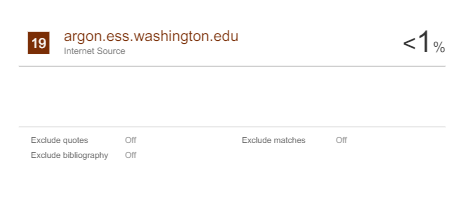 19
argon.ess.washington.edu
Internet Source
<1%
Exclude quotes Off Exclude matches Off
Exclude bibliography Off